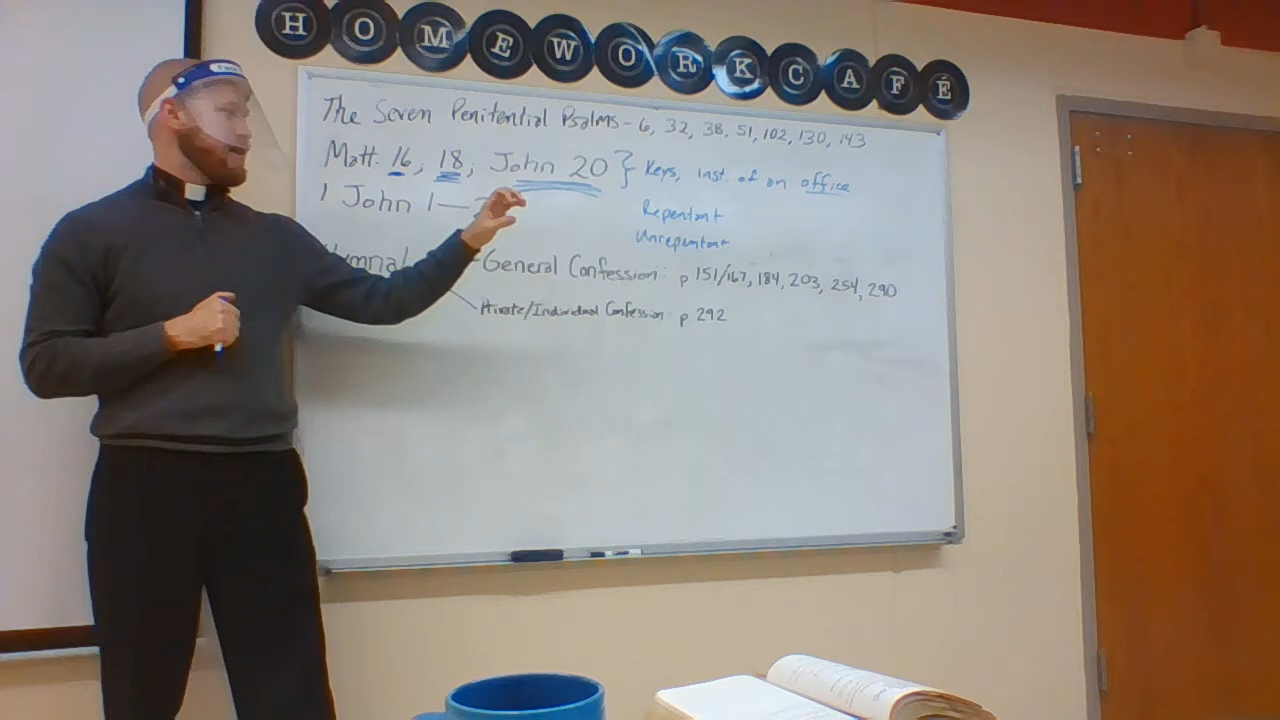 HOMEWORK CAFÉ
The Seven Penitential Psalms - 6, 32, 38, 51, 102, 130, 143
Matt. 16, 18, John 20 } Keys, inst. of an office
1 John 1—
Repentant
Unrepentant
General Confession: p 151/167, 184, 203, 254, 290
Private/Individual Confession: p 292